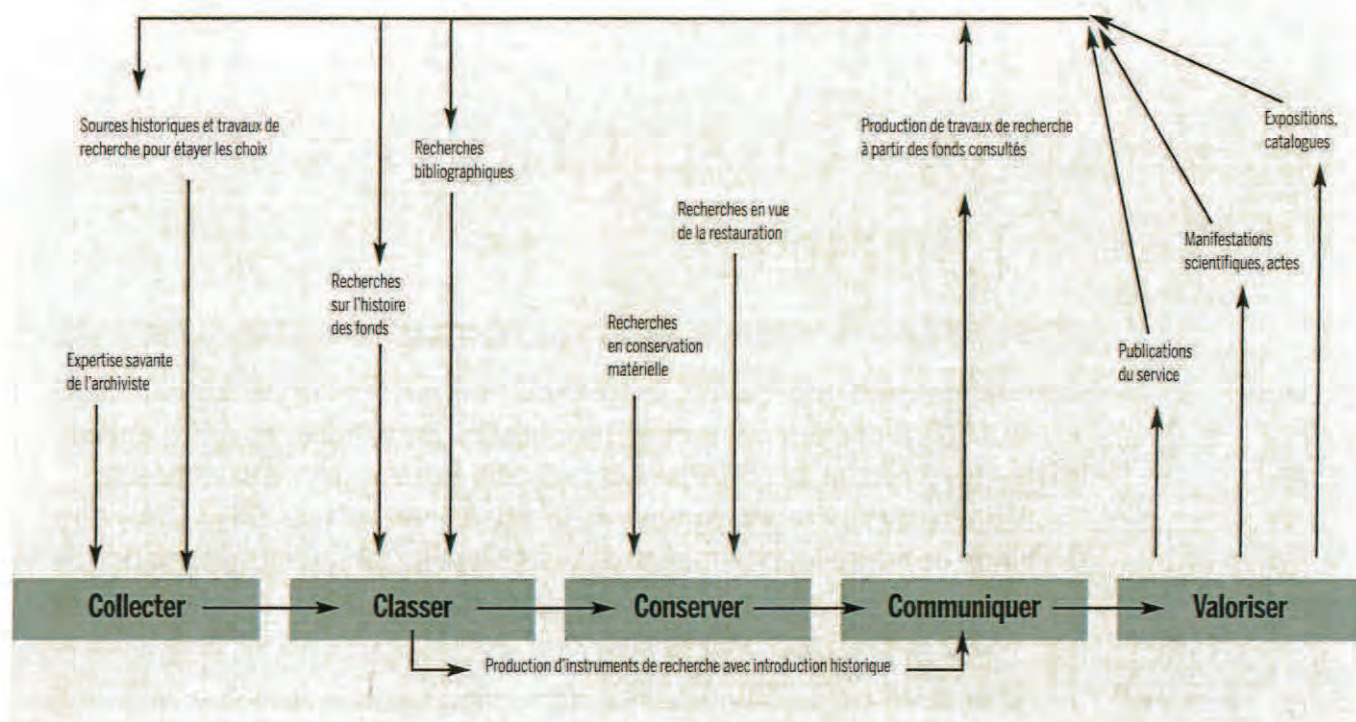 Sources historiques et travaux de
recherche pour étayer les choix
Recherches
bibliographiques
Production de travaux de recherche
à partir des fonds consultés
Expositions,
catalogues
Recherches en vue
de la restauration
Manifestations
scientifiques, actes
Recherches
sur l'histoire
des fonds
Recherches
en conservation
matérielle
Expertise savante
de l'archiviste
Publications
du service
Collecter
Classer
Conserver
Communiquer
Valoriser
Production d'instruments de recherche avec introduction historique